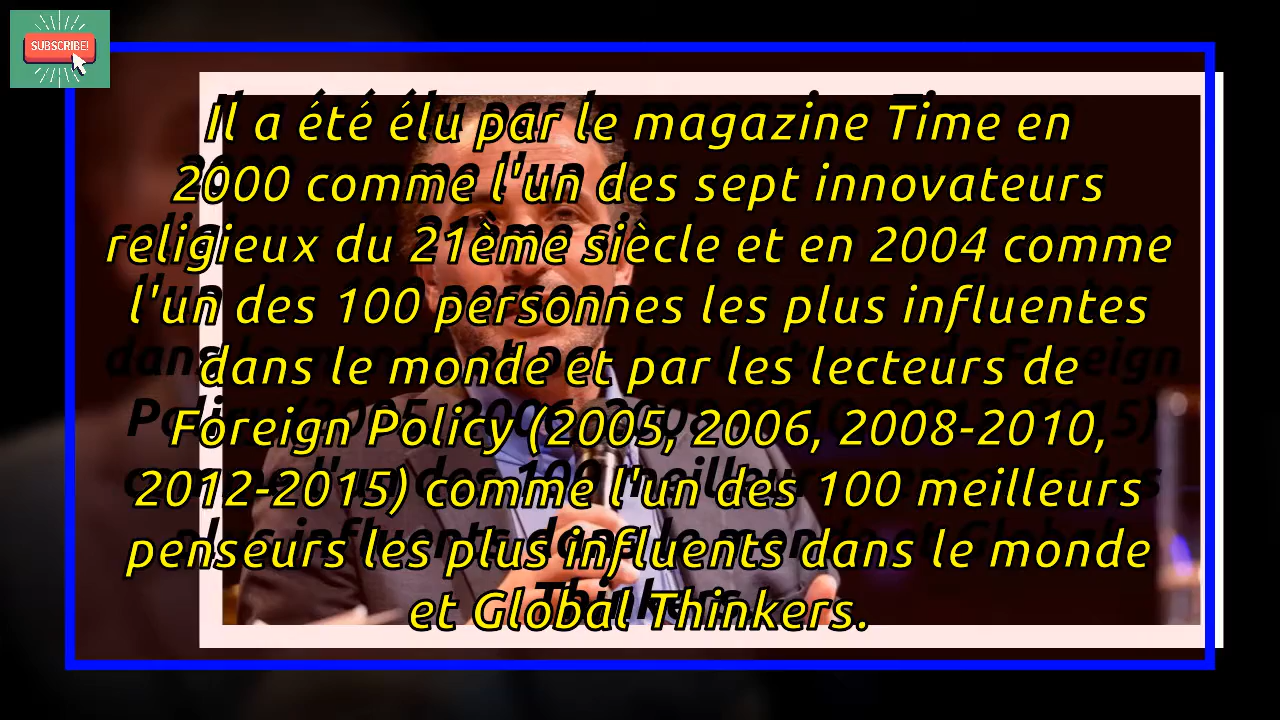 SUBSCRIBE!
Il a été élu par le magazine Time en
2000 comme l'un des sept innovateurs
religieux du 21ème siècle et en 2004 comme
l'un des 100 personnes les plus influentes
dans le monde et par les lecteurs de
Foreign Policy (2005, 2006, 2008-2010,
2012-2015) comme l'un des 100 meilleurs
penseurs les plus influents dans le monde
et Global Thinkers.